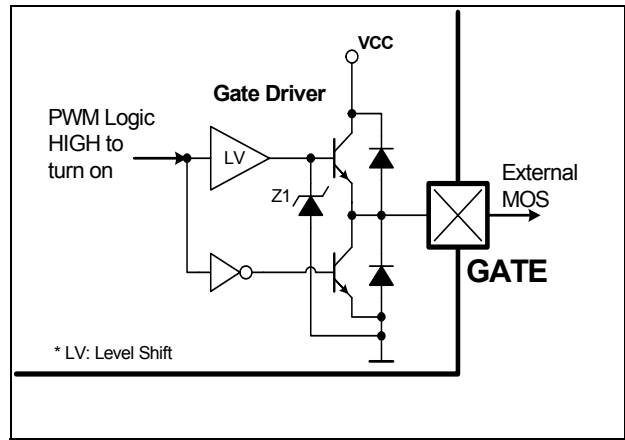 VCC
Gate Driver
PWM Logic
HIGH to
turn on
LV
Z1
External
MOS
GATE
* LV: Level Shift